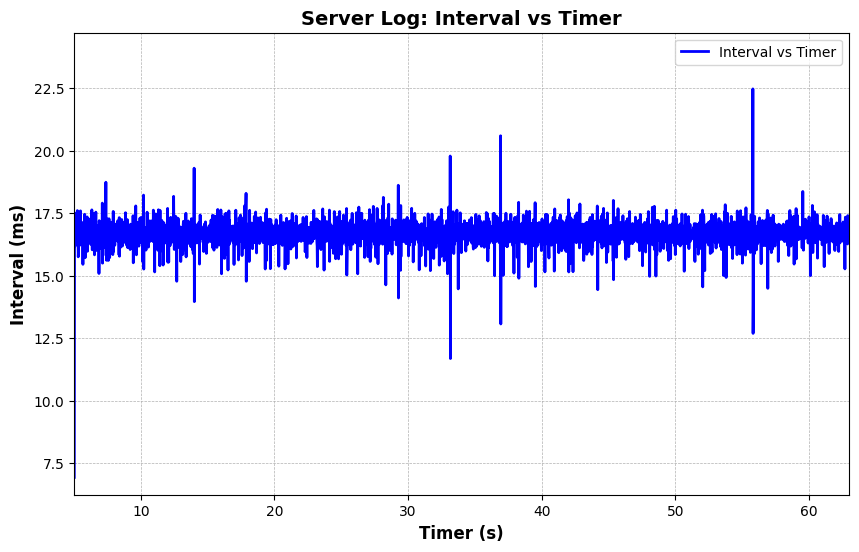 Server Log: Interval vs Timer
Interval vs Timer
22.5
20.0
17.5
15.0
12.5
10.0
7.5
Interval (ms)
10 20 30 40 50 60
Timer (s)